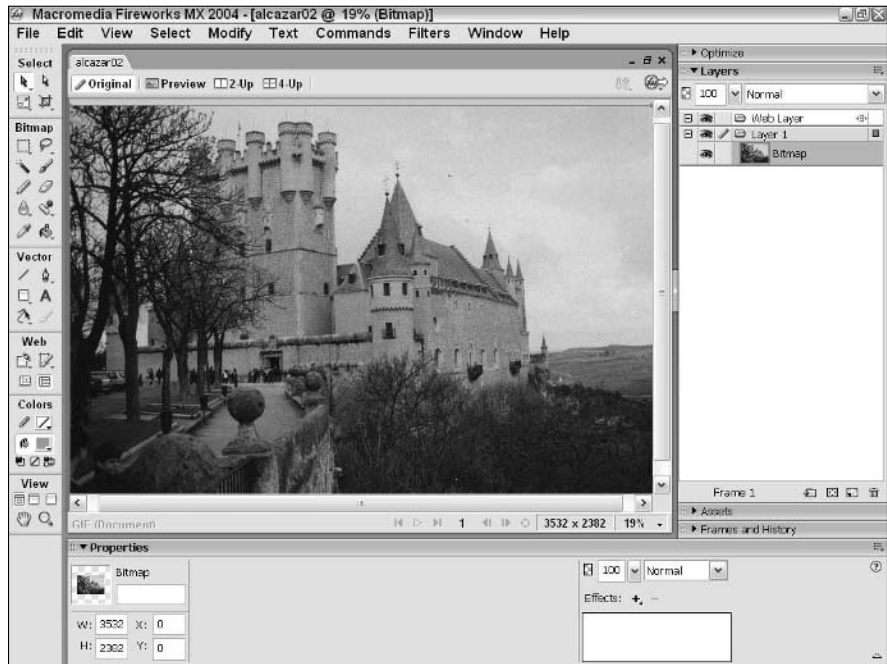 Macromedia Fireworks MX 2004 - [alcazar02 @ 19% (Bitmap)]
File Edit View Select Modify Text Commands Filters Window Help
Select
Bitmap
Vector
A
Web
Colors
View
alcazar02
Original Preview 2-Up 4-Up
GIF (Document)
1
3532 x 2382
19%
Optimize
Layers
100 Normal
Web Layer
Layer 1
Bitmap
Frame 1
Assets
Frames and History
Properties
Bitmap
W: 3532 X: 0
H: 2382 Y: 0
100 Normal
Effects: + -
?